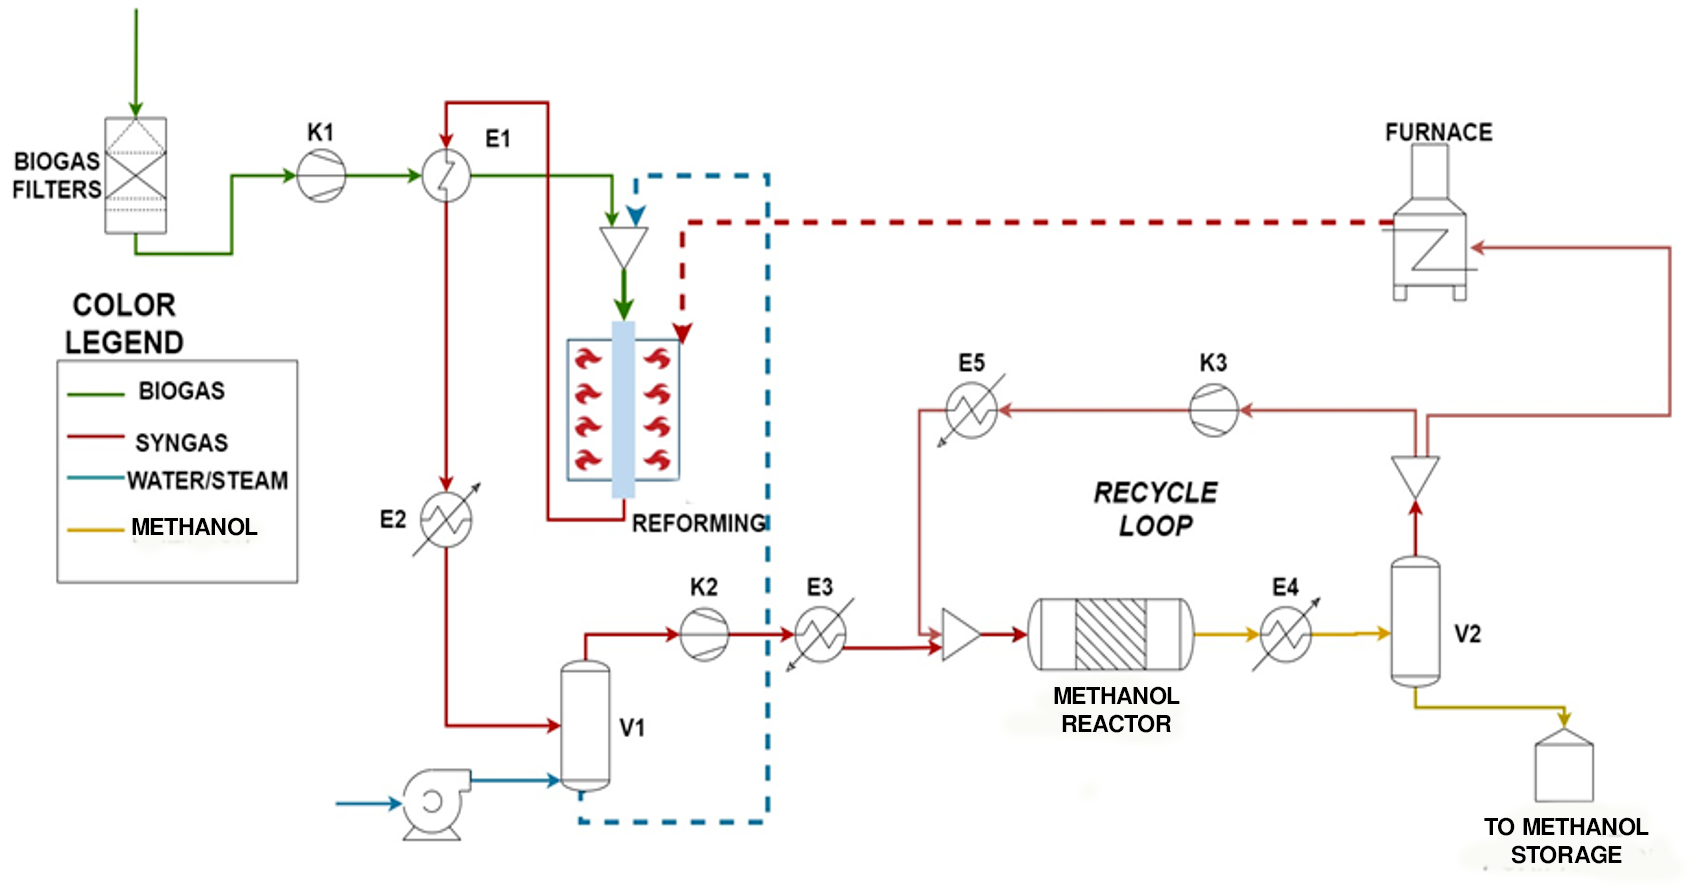 K1
E1
BIOGAS
FILTERS
FURNACE
COLOR
LEGEND
BIOGAS
SYNGAS
WATER/STEAM
METHANOL
E5
K3
E2
REFORMING
RECYCLE
LOOP
K2
E3
E4
V2
METHANOL
REACTOR
V1
TO METHANOL
STORAGE